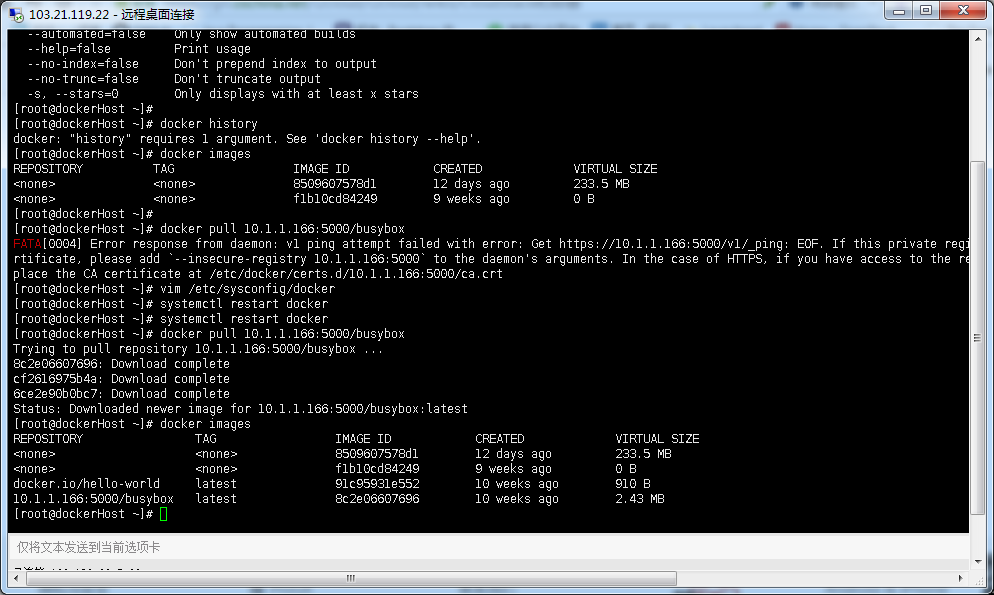 103.21.119.22 - 远程桌面连接
--automated=false    Only show automated builds
--help=false         Print usage
--no-index=false     Don't prepend index to output
--no-trunc=false     Don't truncate output
-s, --stars=0        Only displays with at least x stars
[root@dockerHost ~]#
[root@dockerHost ~]# docker history
docker: "history" requires 1 argument. See 'docker history --help'.
[root@dockerHost ~]# docker images
REPOSITORY          TAG                 IMAGE ID            CREATED             VIRTUAL SIZE
<none>              <none>              8509607578d1        12 days ago         233.5 MB
<none>              <none>              f1b10cd84249        9 weeks ago         0 B
[root@dockerHost ~]#
[root@dockerHost ~]# docker pull 10.1.1.166:5000/busybox
FATA[0004] Error response from daemon: v1 ping attempt failed with error: Get https://10.1.1.166:5000/v1/_ping: EOF. If this private regi
rtificate, please add `--insecure-registry 10.1.1.166:5000` to the daemon's arguments. In the case of HTTPS, if you have access to the re
place the CA certificate at /etc/docker/certs.d/10.1.1.166:5000/ca.crt
[root@dockerHost ~]# vim /etc/sysconfig/docker
[root@dockerHost ~]# systemctl restart docker
[root@dockerHost ~]# systemctl restart docker
[root@dockerHost ~]# docker pull 10.1.1.166:5000/busybox
Trying to pull repository 10.1.1.166:5000/busybox ...
8c2e06607696: Download complete
cf2616975b4a: Download complete
6ce2e90b0bc7: Download complete
Status: Downloaded newer image for 10.1.1.166:5000/busybox:latest
[root@dockerHost ~]# docker images
REPOSITORY                TAG                 IMAGE ID            CREATED             VIRTUAL SIZE
<none>                    <none>              8509607578d1        12 days ago         233.5 MB
<none>                    <none>              f1b10cd84249        9 weeks ago         0 B
docker.io/hello-world     latest              91c95931e552        10 weeks ago        910 B
10.1.1.166:5000/busybox   latest              8c2e06607696        10 weeks ago        2.43 MB
[root@dockerHost ~]#
仅将文本发送到当前选项卡